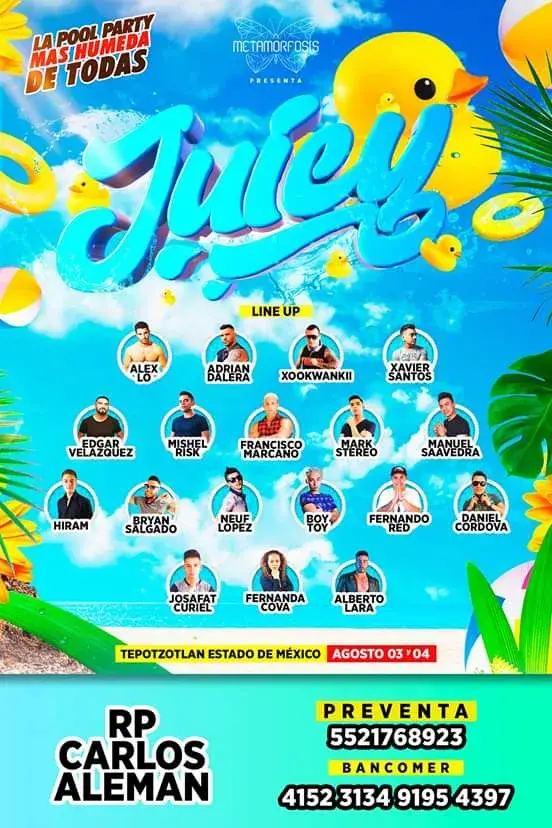 LA POOL PARTY
MAS HUMEDA
DE TODAS
METAMORFOSIS
PRESENTA
Juicy
LINE UP
ALEX
LO
ADRIAN
DALERA
XOOKWANKII
XAVIER
SANTOS
EDGAR
VELAZQUEZ
MISHEL
RISK
FRANCISCO
MARCANO
MARK
STEREO
MANUEL
SAAVEDRA
HIRAM
BRYAN
SALGADO
NEUF
LOPEZ
BOY
TOY
FERNANDO
RED
DANIEL
CORDOVA
JOSAFAT
CURIEL
FERNANDA
COVA
ALBERTO
LARA
TEPOTZOTLAN ESTADO DE MÉXICO AGOSTO 03 Y 04
RP
CARLOS
ALEMAN
PREVENTA
5521768923
BANCOMER
4152 3134 9195 4397